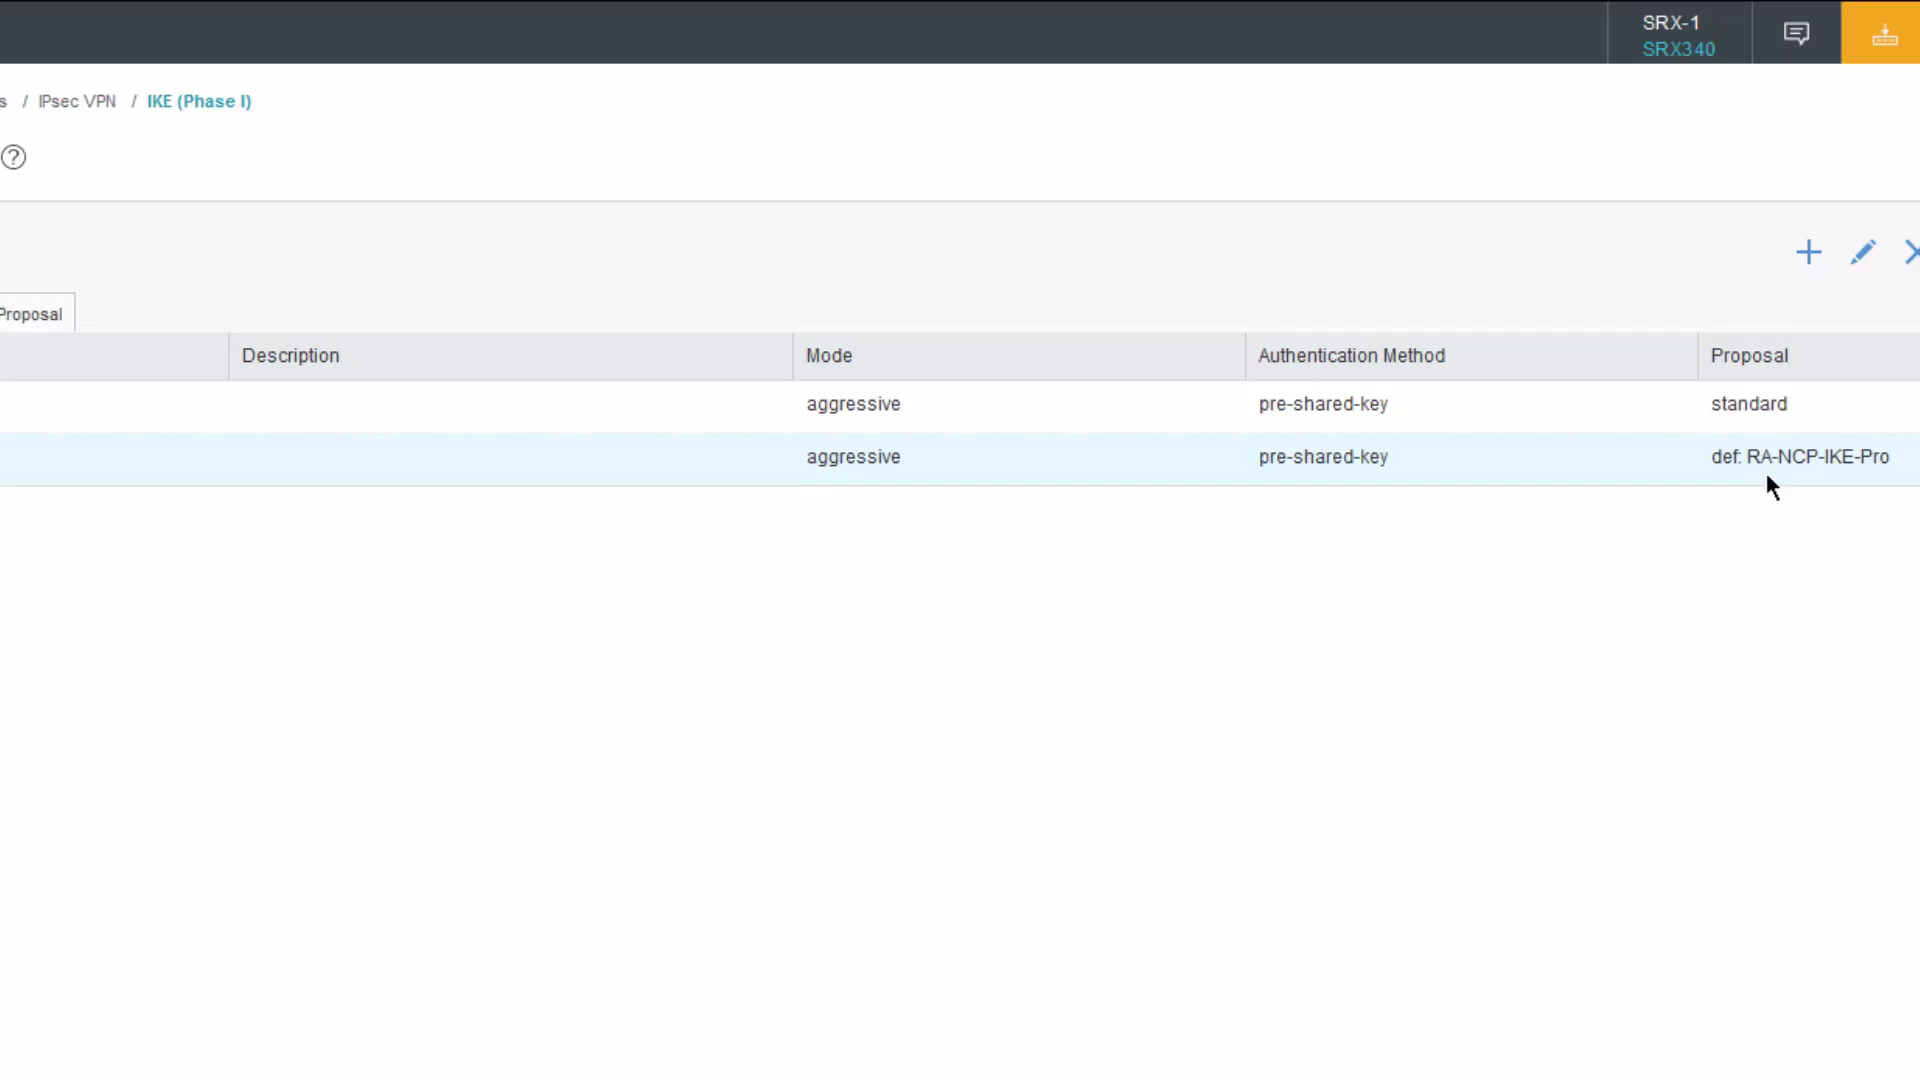 SRX-1
SRX340
s / IPsec VPN / IKE (Phase I)
?
Proposal
Description Mode Authentication Method Proposal
aggressive pre-shared-key standard
aggressive pre-shared-key def: RA-NCP-IKE-Pro